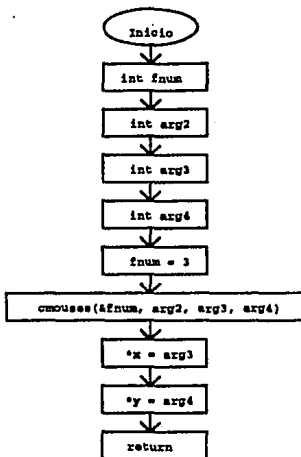 Inicio
int fnum
int arg2
int arg3
int arg4
fnum = 3
cmouses(&fnum, arg2, arg3, arg4)
*x = arg3
*y = arg4
return